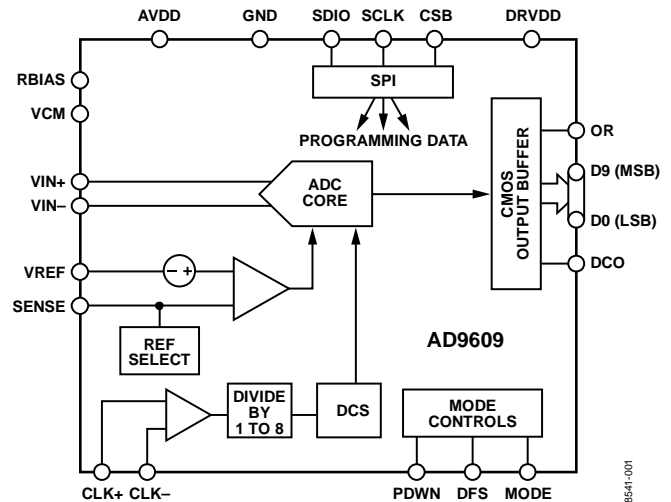 AVDD GND SDIO SCLK CSB DRVDD
RBIAS
SPI
VCM
PROGRAMMING DATA
OR
VIN+
VIN–
ADC
CORE
CMOS
OUTPUT BUFFER
D9 (MSB)
D0 (LSB)
VREF
– +
DCO
SENSE
REF
SELECT
AD9609
DIVIDE
BY
1 TO 8
DCS
MODE
CONTROLS
CLK+ CLK– PDWN DFS MODE
8541-001